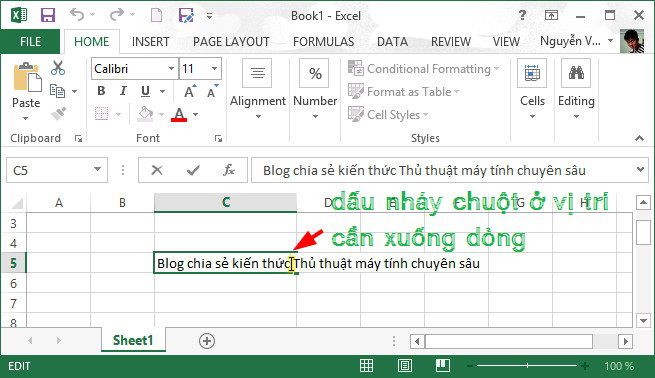 Book1 - Excel
FILE HOME INSERT PAGE LAYOUT FORMULAS DATA REVIEW VIEW Nguyễn V...
Paste
Calibri 11
B I U
A A
A
Alignment
%
Number
Conditional Formatting
Format as Table
Cell Styles
Cells
Editing
Clipboard Font Styles
C5 fx Blog chia sẻ kiến thức Thủ thuật máy tính chuyên sâu
A B C D E F G H
dấu nháy chuột ở vị trí
cần xuống dòng
3
4
5 Blog chia sẻ kiến thức Thủ thuật máy tính chuyên sâu
6
7
8
Sheet1
EDIT 100 %